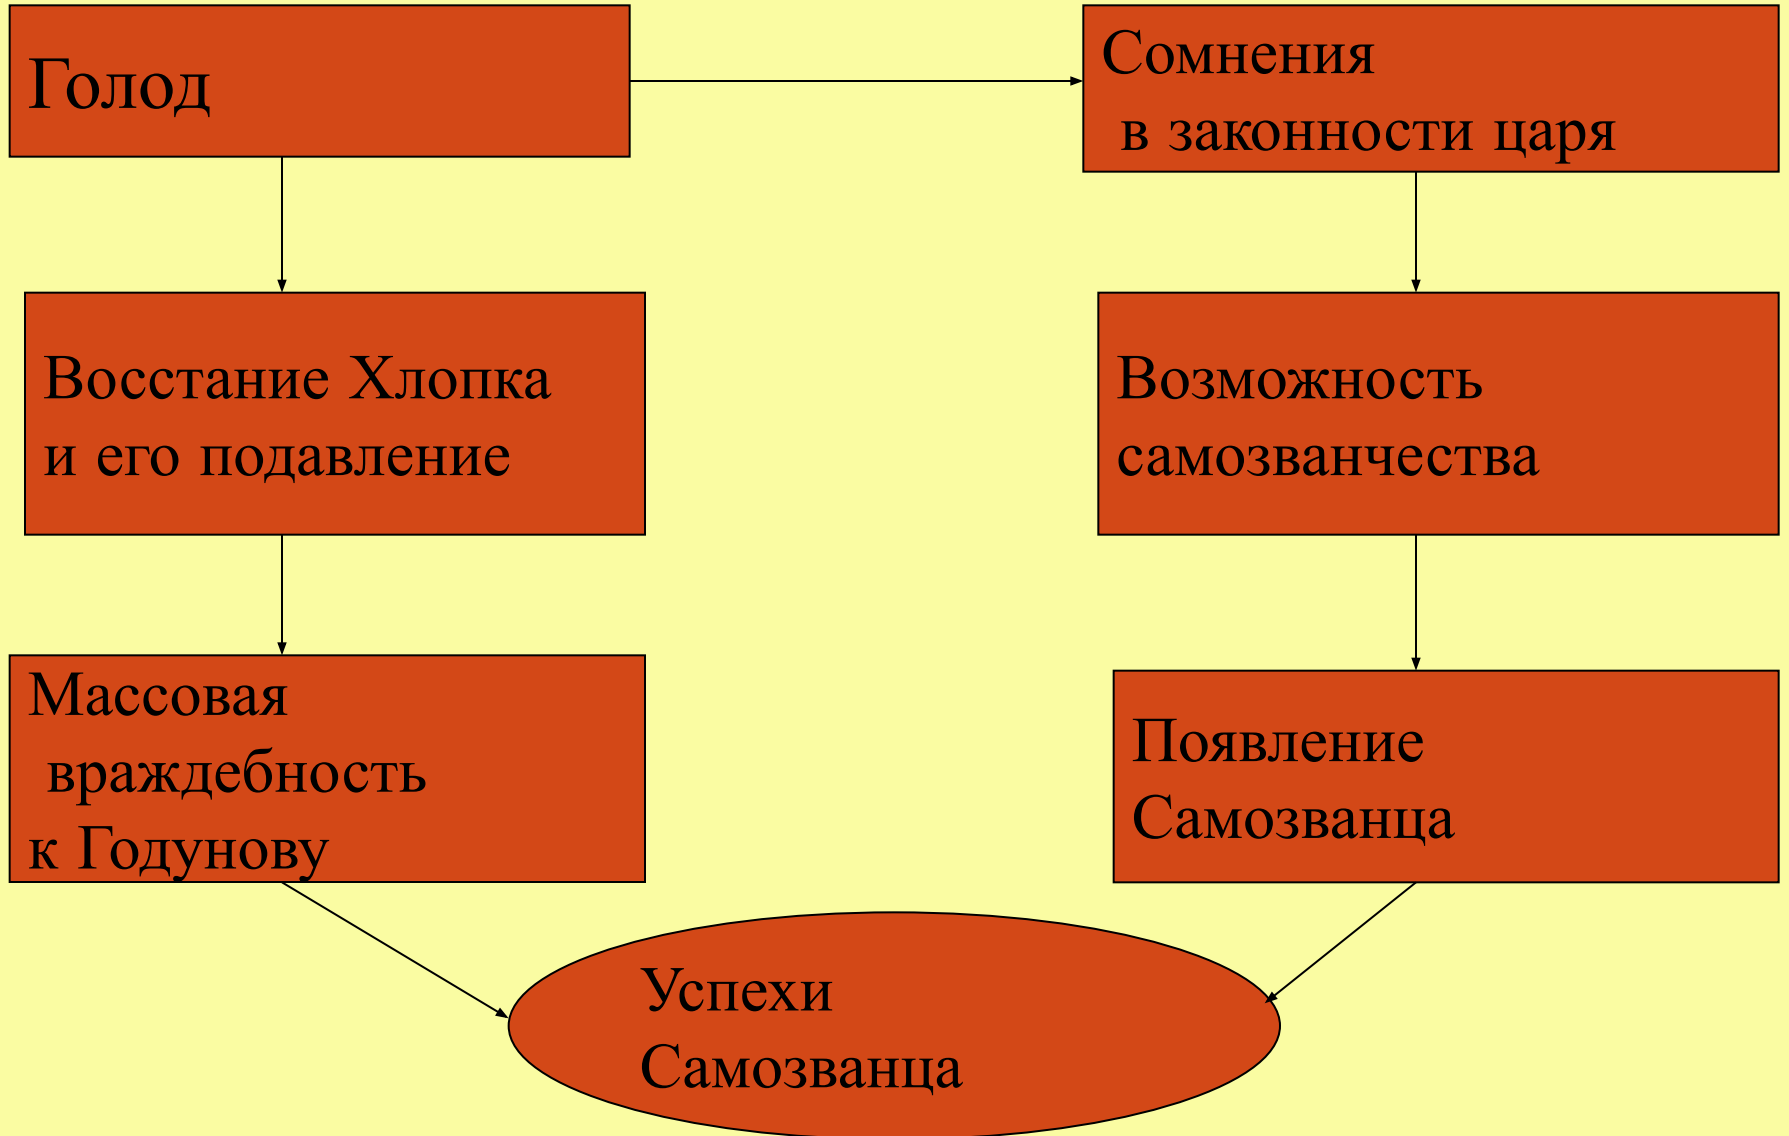 Голод
Сомнения
в законности царя
Восстание Хлопка
и его подавление
Возможность
самозванчества
Массовая
враждебность
к Годунову
Появление
Самозванца
Успехи
Самозванца